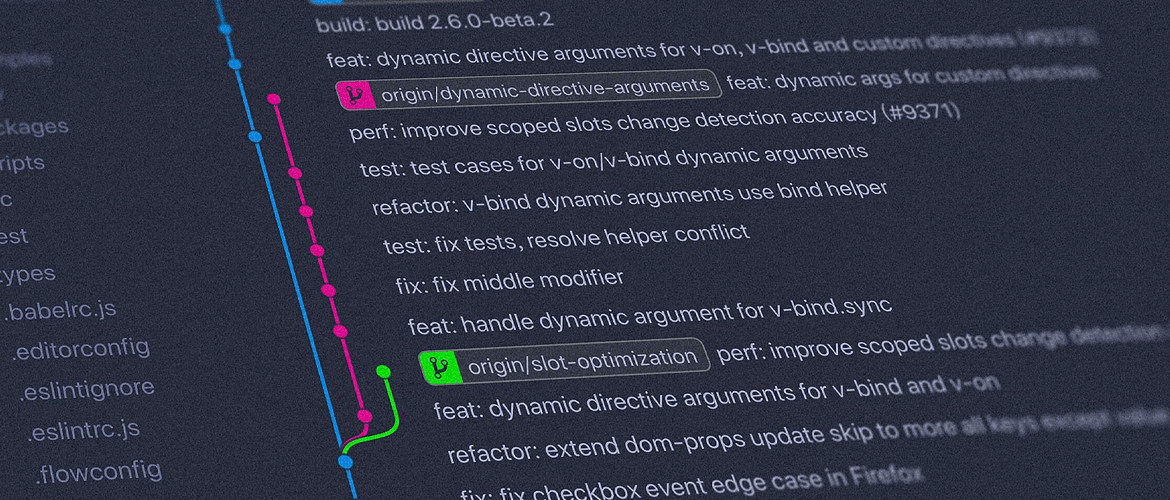 build: build 2.6.0-beta.2
feat: dynamic directive arguments for v-on, v-bind and custom directives
origin/dynamic-directive-arguments feat: dynamic args for custom directives
perf: improve scoped slots change detection accuracy (#9371)
test: test cases for v-on/v-bind dynamic arguments
refactor: v-bind dynamic arguments use bind helper
test: fix tests, resolve helper conflict
fix: fix middle modifier
feat: handle dynamic argument for v-bind.sync
origin/slot-optimization perf: improve scoped slots change detection
feat: dynamic directive arguments for v-bind and v-on
refactor: extend dom-props update skip to more all keys except value
fix: fix checkbox event edge case in Firefox
ckages
ripts
c
est
types
.babelrc.js
.editorconfig
.eslintignore
.eslintrc.js
.flowconfig